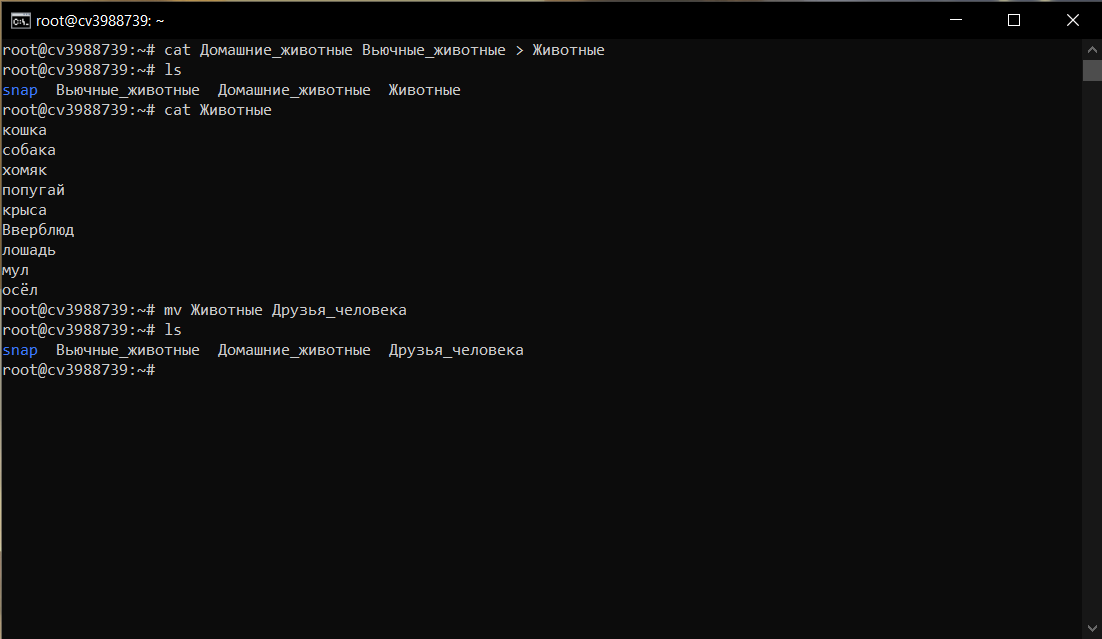 root@cv3988739: ~
root@cv3988739:~# cat Домашние_животные Вьючные_животные > Животные
root@cv3988739:~# ls
snap  Вьючные_животные  Домашние_животные  Животные
root@cv3988739:~# cat Животные
кошка
собака
хомяк
попугай
крыса
Вверблюд
лошадь
мул
осёл
root@cv3988739:~# mv Животные Друзья_человека
root@cv3988739:~# ls
snap  Вьючные_животные  Домашние_животные  Друзья_человека
root@cv3988739:~#